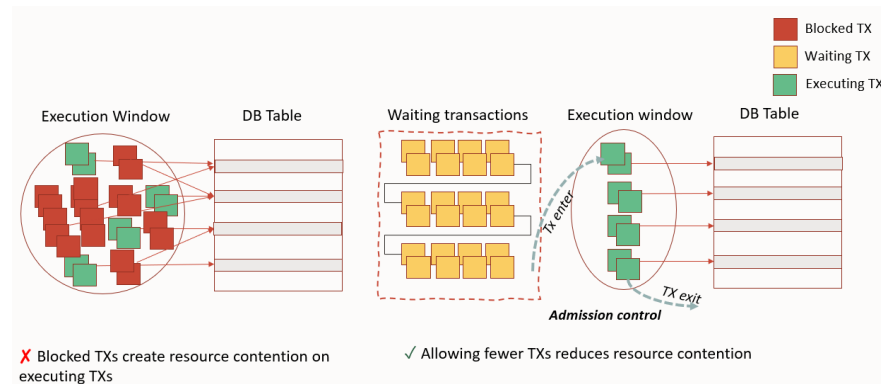 Blocked TX
Waiting TX
Executing TX
Execution Window
DB Table
Waiting transactions
Execution window
DB Table
Tx enter
TX exit
Admission control
✗ Blocked TXs create resource contention on
executing TXs
✓ Allowing fewer TXs reduces resource contention